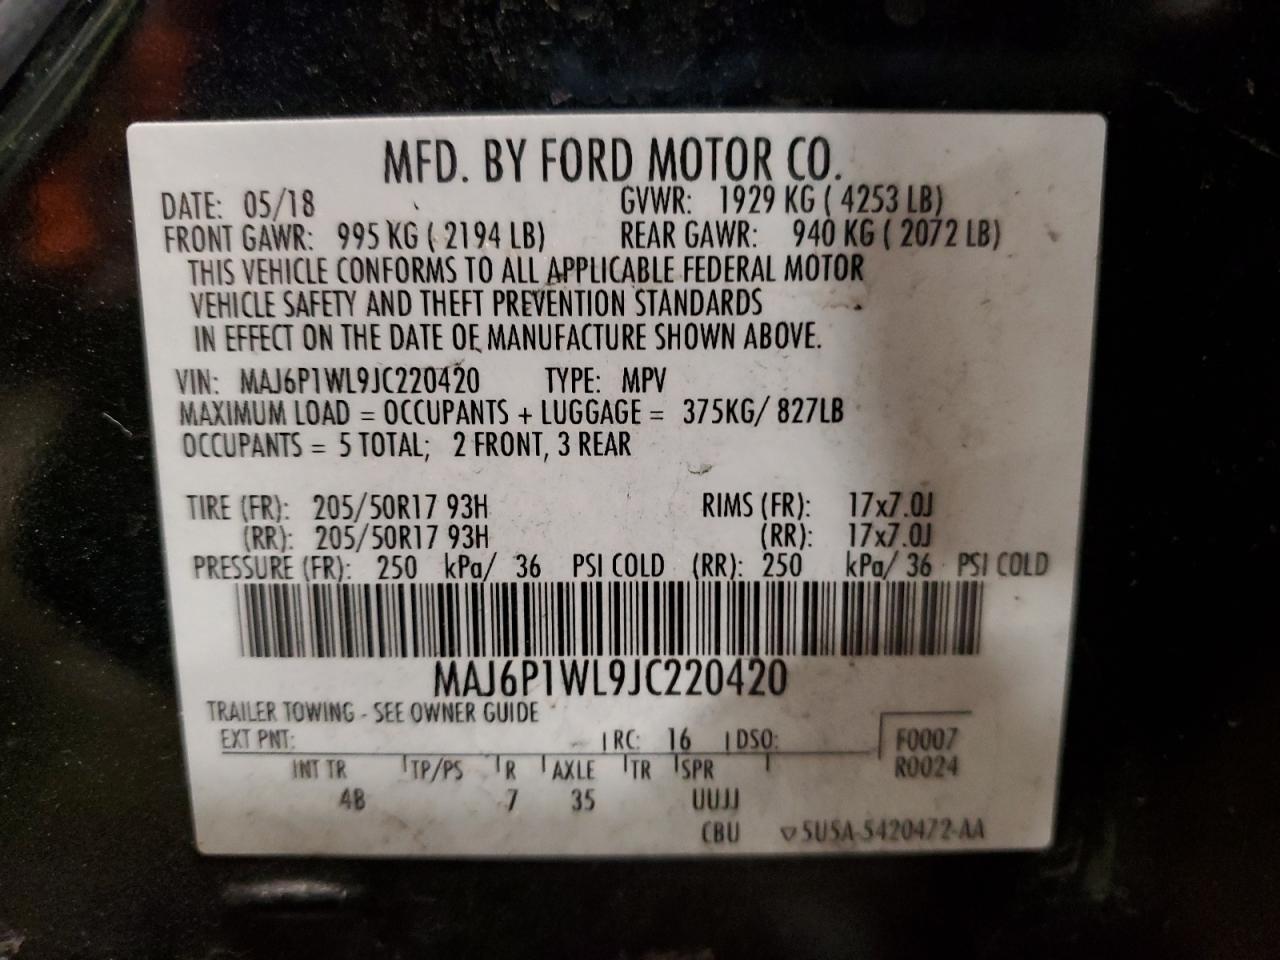 MFD. BY FORD MOTOR CO.
DATE: 05/18 GVWR: 1929 KG ( 4253 LB)
FRONT GAWR: 995 KG ( 2194 LB) REAR GAWR: 940 KG ( 2072 LB)
THIS VEHICLE CONFORMS TO ALL APPLICABLE FEDERAL MOTOR
VEHICLE SAFETY AND THEFT PREVENTION STANDARDS
IN EFFECT ON THE DATE OF MANUFACTURE SHOWN ABOVE.
VIN: MAJ6P1WL9JC220420 TYPE: MPV
MAXIMUM LOAD = OCCUPANTS + LUGGAGE = 375KG/ 827LB
OCCUPANTS = 5 TOTAL; 2 FRONT, 3 REAR
TIRE (FR): 205/50R17 93H RIMS (FR): 17x7.0J
(RR): 205/50R17 93H (RR): 17x7.0J
PRESSURE (FR): 250 kPa/ 36 PSI COLD (RR): 250 kPa/ 36 PSI COLD
MAJ6P1WL9JC220420
TRAILER TOWING - SEE OWNER GUIDE
EXT PNT: RC: 16 DSO: F0007
INT TR TP/PS R AXLE TR SPR R0024
4B 7 35 UUJJ
CBU 5U5A-5420472-AA